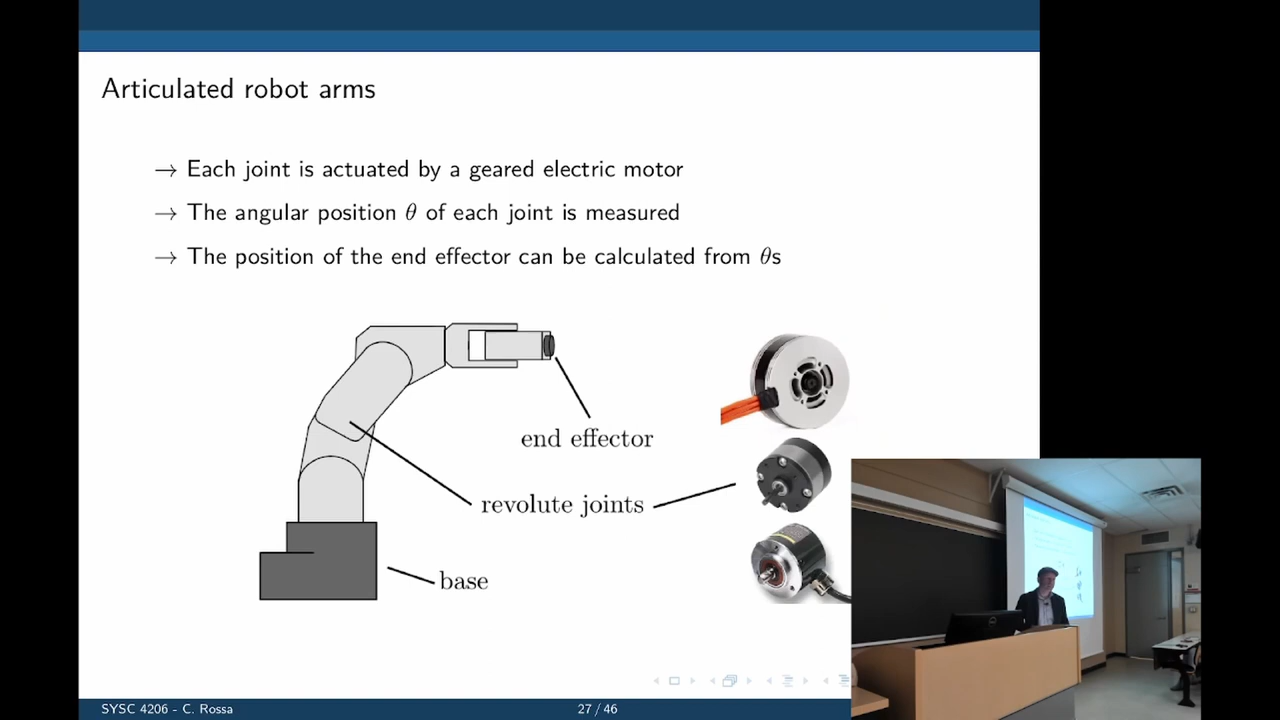 Articulated robot arms
→ Each joint is actuated by a geared electric motor
→ The angular position θ of each joint is measured
→ The position of the end effector can be calculated from θs
end effector
revolute joints
base
SYSC 4206 - C. Rossa
27 / 46